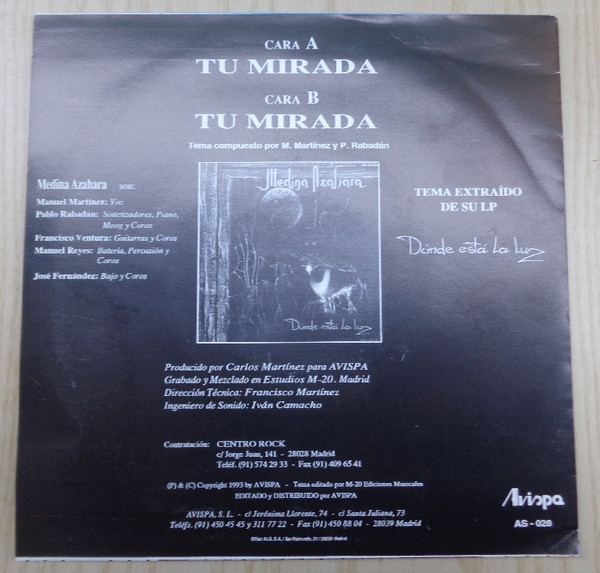 CARA A
TU MIRADA
CARA B
TU MIRADA
Tema compuesto por M. Martínez y P. Rabadán
Medina Azahara son:
Manuel Martínez: Voz
Pablo Rabadán: Sintetizadores, Piano,
Moog y Coros
Francisco Ventura: Guitarras y Coros
Manuel Reyes: Batería, Percusión y
Coros
José Fernández: Bajo y Coros
Medina Azahara
Dónde está la luz
TEMA EXTRAÍDO
DE SU LP
Dónde está la luz
Producido por Carlos Martínez para AVISPA
Grabado y Mezclado en Estudios M-20. Madrid
Dirección Técnica: Francisco Martínez
Ingeniero de Sonido: Iván Camacho
Contratación: CENTRO ROCK
c/ Jorge Juan, 141 - 28028 Madrid
Teléf. (91) 574 29 33 - Fax (91) 409 65 41
(P) & (C) Copyright 1993 by AVISPA - Tema editado por M-20 Ediciones Musicales
EDITADO y DISTRIBUIDO por AVISPA
AVISPA, S. L. - c/ Jerónima Llorente, 74 - c/ Santa Juliana, 73
Teléfs. (91) 450 45 45 y 311 77 22 - Fax (91) 450 88 04 - 28039 Madrid
Avispa
AS - 028